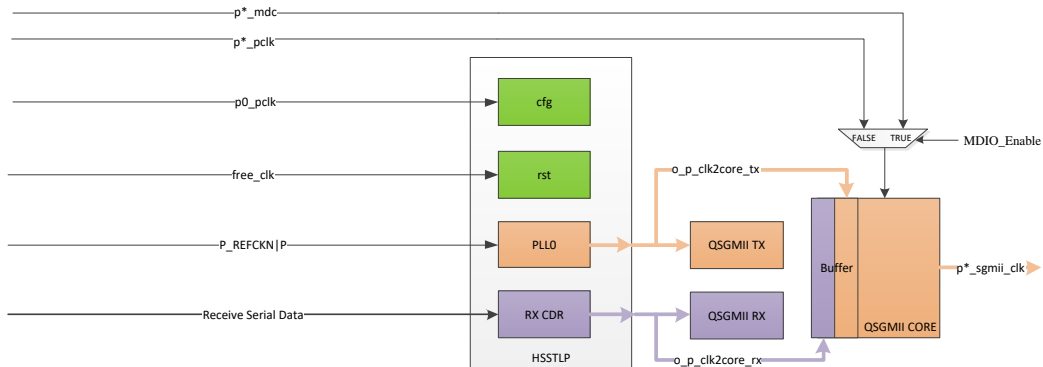 p*_mdc
p*_pclk
p0_pclk
cfg
FALSE TRUE
MDIO_Enable
free_clk
rst
o_p_clk2core_tx
P_REFCKN|P
PLL0
QSGMII TX
Buffer
p*_sgmii_clk
Receive Serial Data
RX CDR
QSGMII RX
QSGMII CORE
HSSTLP
o_p_clk2core_rx